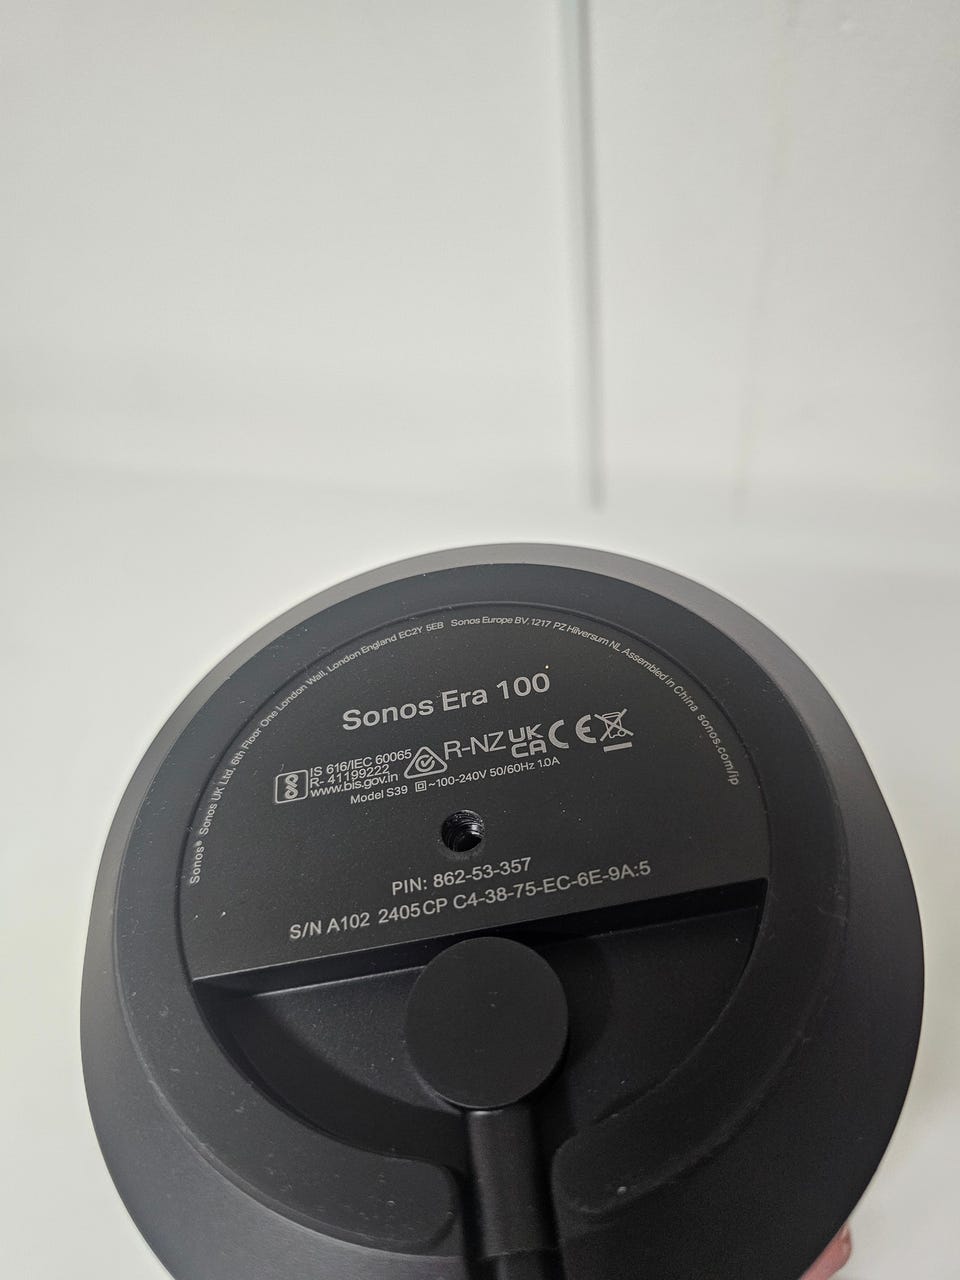 Sonos® Sonos UK Ltd, 6th Floor One London Wall, London England EC2Y 5EB Sonos Europe BV, 1217 PZ Hilversum NL Assembled in China sonos.com/ip
Sonos Era 100
IS 616/IEC 60065
R- 41199222
www.bis.gov.in
R-NZ UK CA CE
Model S39 ~100-240V 50/60Hz 1.0A
PIN: 862-53-357
S/N A102 2405CP C4-38-75-EC-6E-9A:5